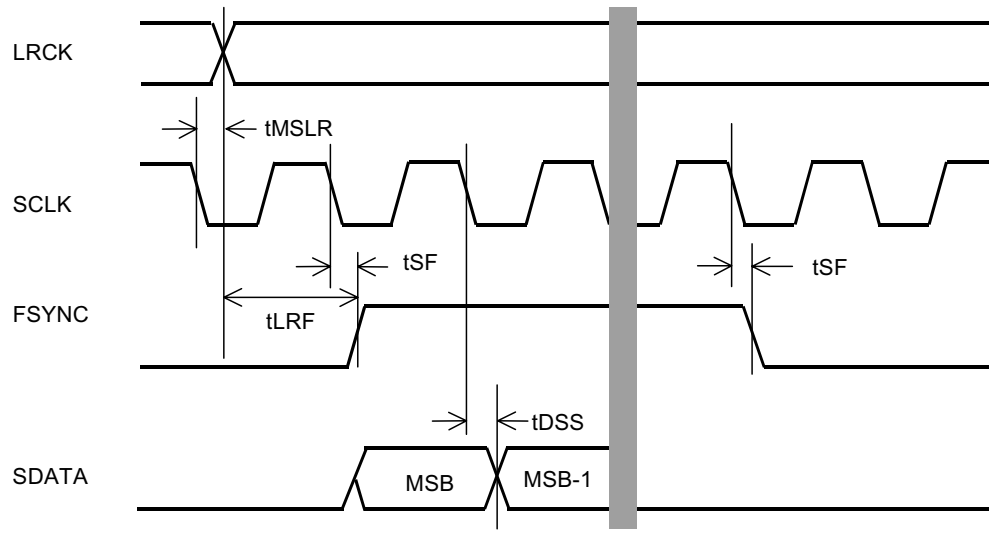 LRCK
tMSLR
SCLK
tSF
tSF
FSYNC
tLRF
tDSS
SDATA
MSB
MSB-1